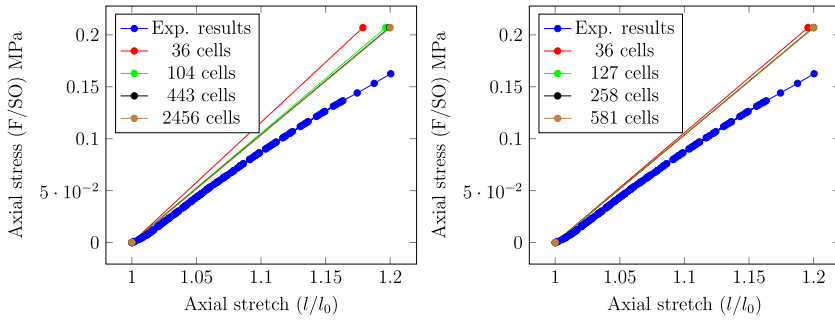 Axial stress (F/SO) MPa
0.2
0.15
0.1
5 · 10⁻²
0
Exp. results
36 cells
104 cells
443 cells
2456 cells
1
1.05
1.1
1.15
1.2
Axial stretch (l/l₀)
Axial stress (F/SO) MPa
0.2
0.15
0.1
5 · 10⁻²
0
Exp. results
36 cells
127 cells
258 cells
581 cells
1
1.05
1.1
1.15
1.2
Axial stretch (l/l₀)